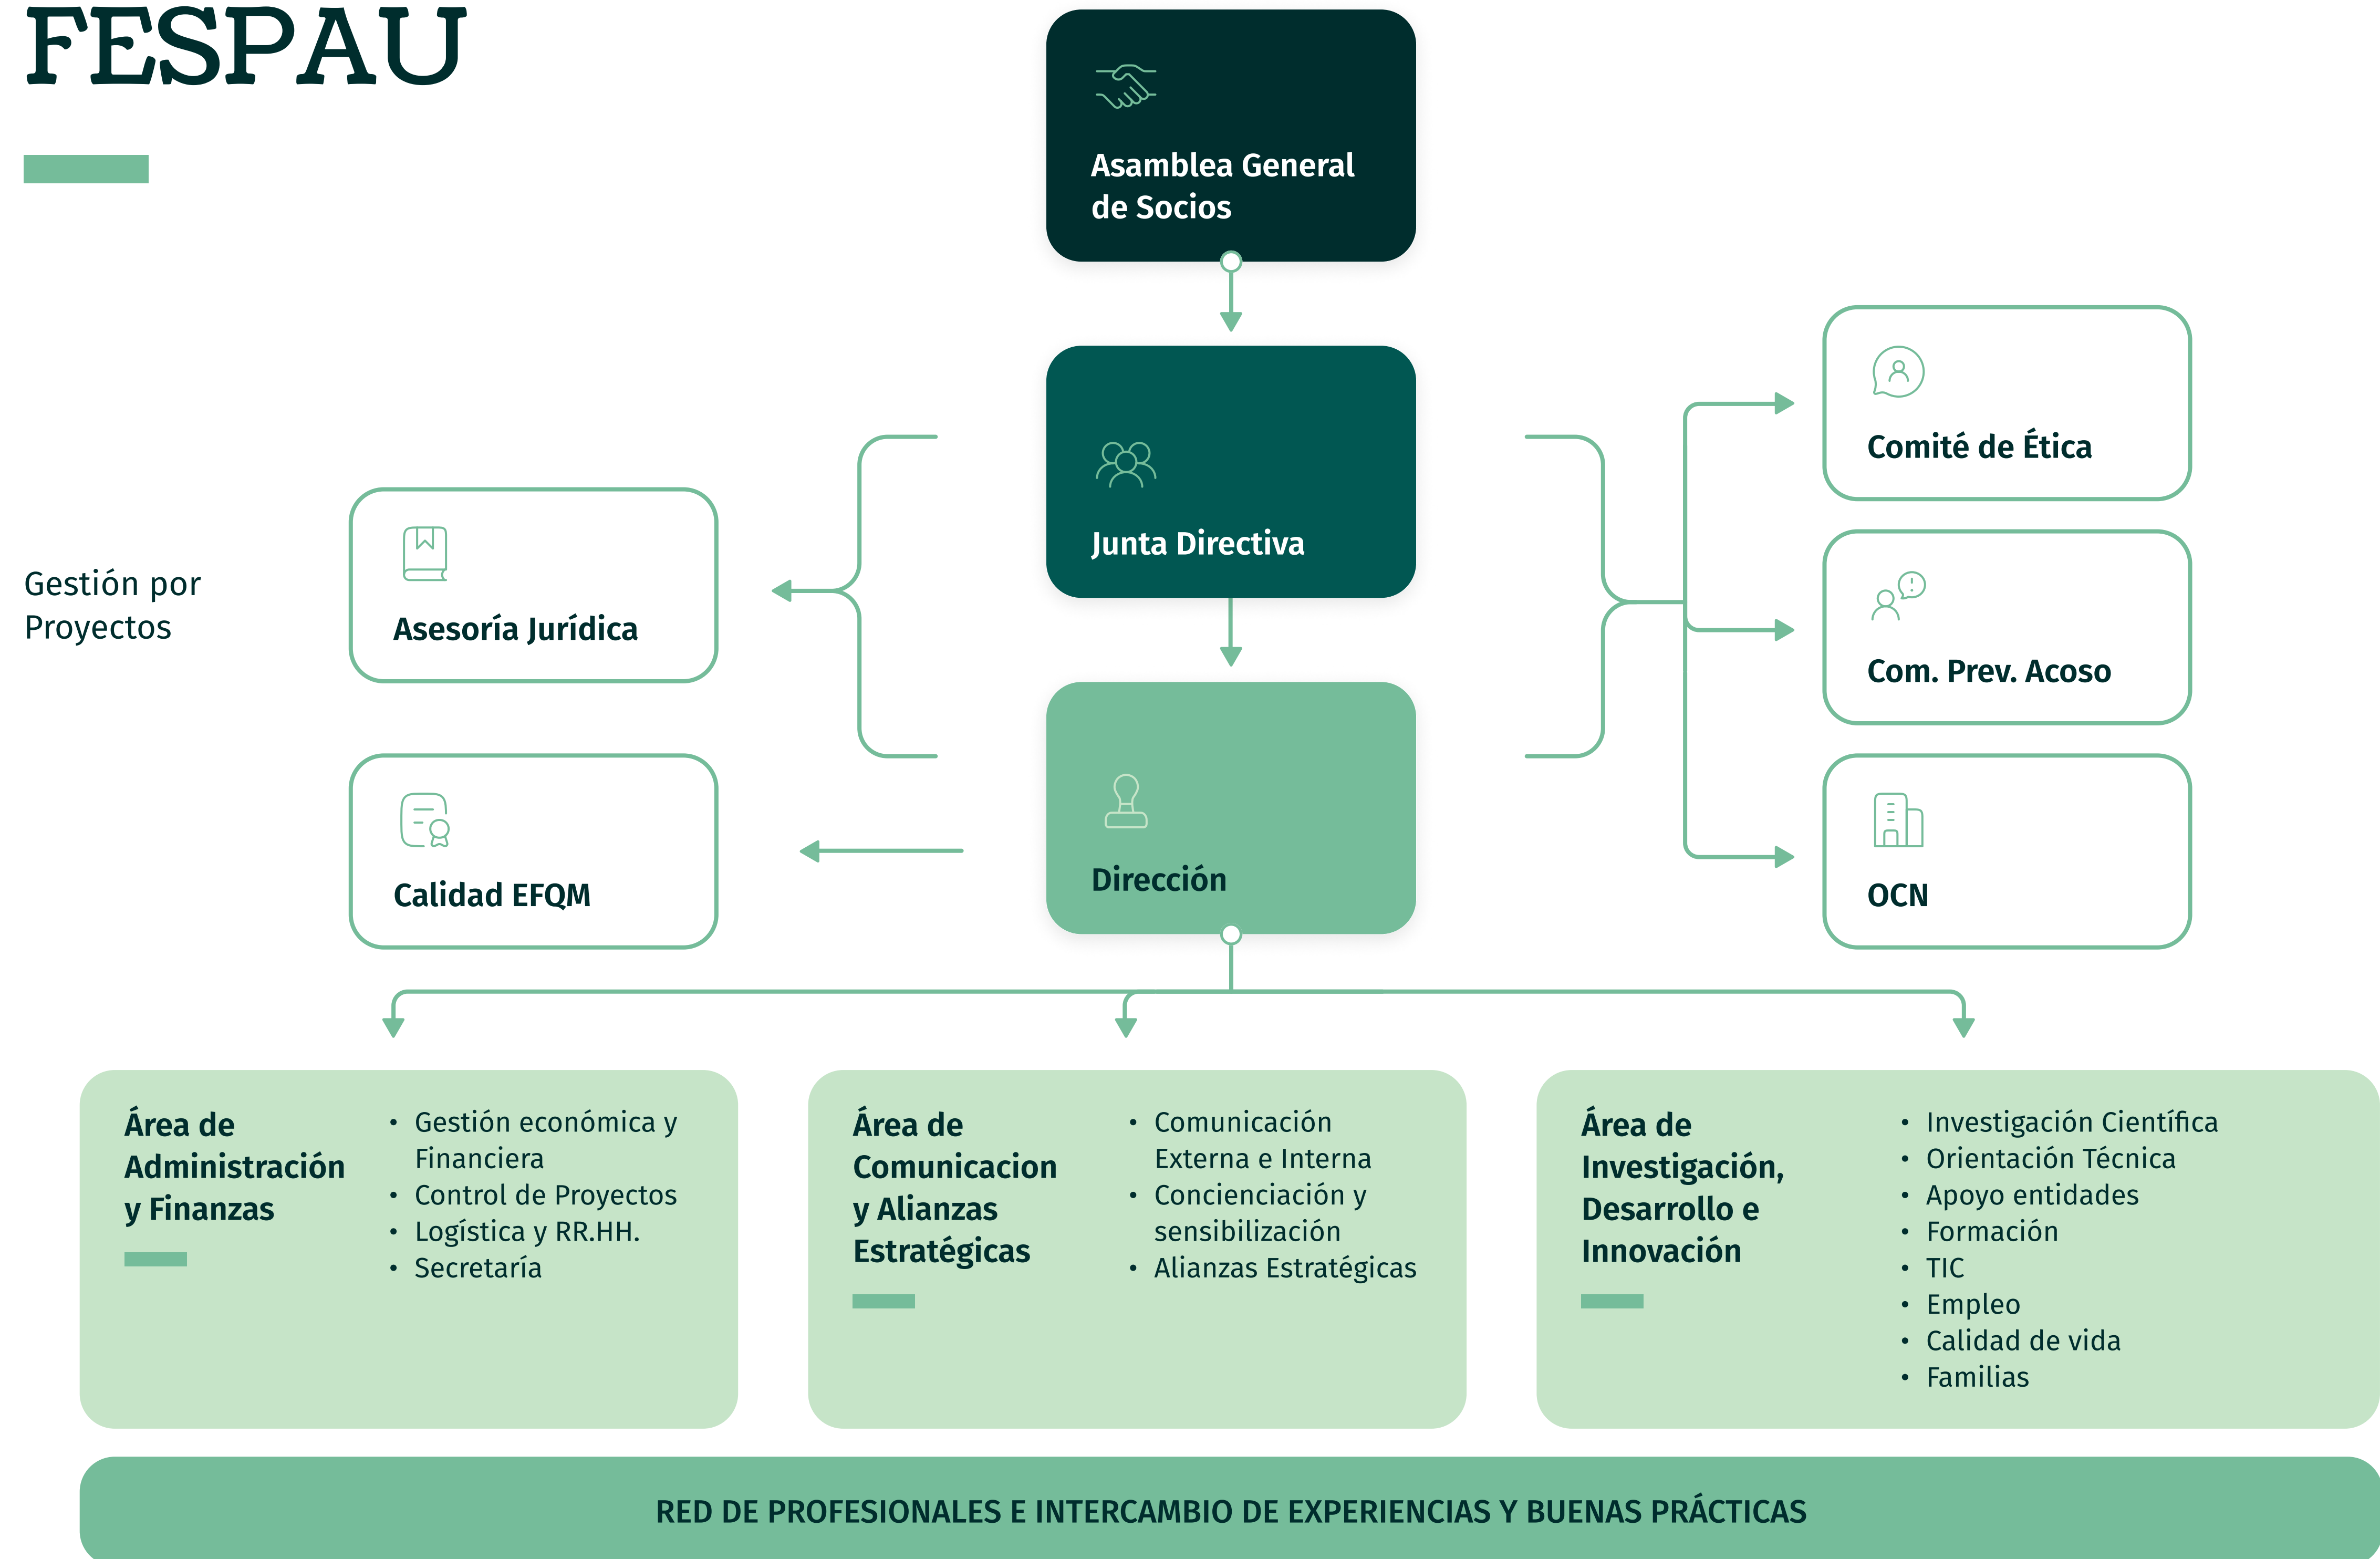 FESPAU
Asamblea General
de Socios
Junta Directiva
Dirección
Gestión por
Proyectos
Asesoría Jurídica
Calidad EFQM
Comité de Ética
Com. Prev. Acoso
OCN
Área de
Administración
y Finanzas
• Gestión económica y
Financiera
• Control de Proyectos
• Logística y RR.HH.
• Secretaría
Área de
Comunicacion
y Alianzas
Estratégicas
• Comunicación
Externa e Interna
• Concienciación y
sensibilización
• Alianzas Estratégicas
Área de
Investigación,
Desarrollo e
Innovación
• Investigación Científica
• Orientación Técnica
• Apoyo entidades
• Formación
• TIC
• Empleo
• Calidad de vida
• Familias
RED DE PROFESIONALES E INTERCAMBIO DE EXPERIENCIAS Y BUENAS PRÁCTICAS